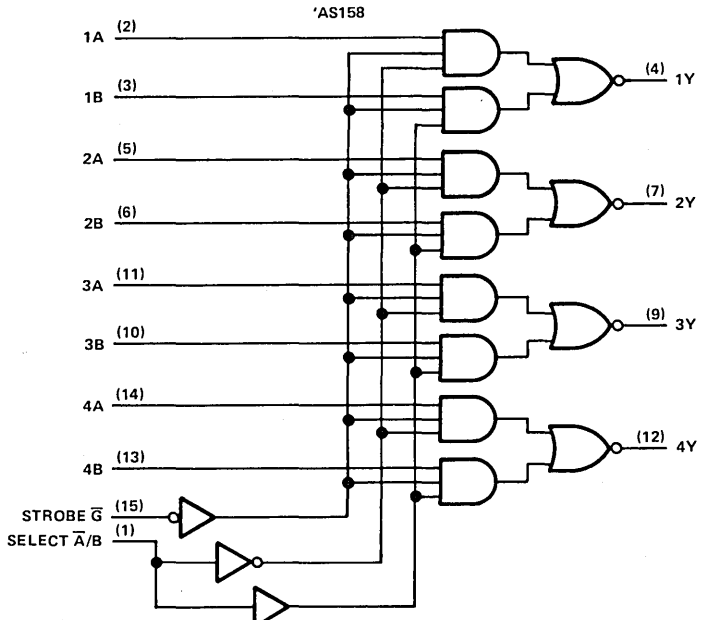 'AS158
1A (2)
(4) 1Y
1B (3)
2A (5)
(7) 2Y
2B (6)
3A (11)
(9) 3Y
3B (10)
4A (14)
(12) 4Y
4B (13)
STROBE G̅ (15)
SELECT A̅/B (1)